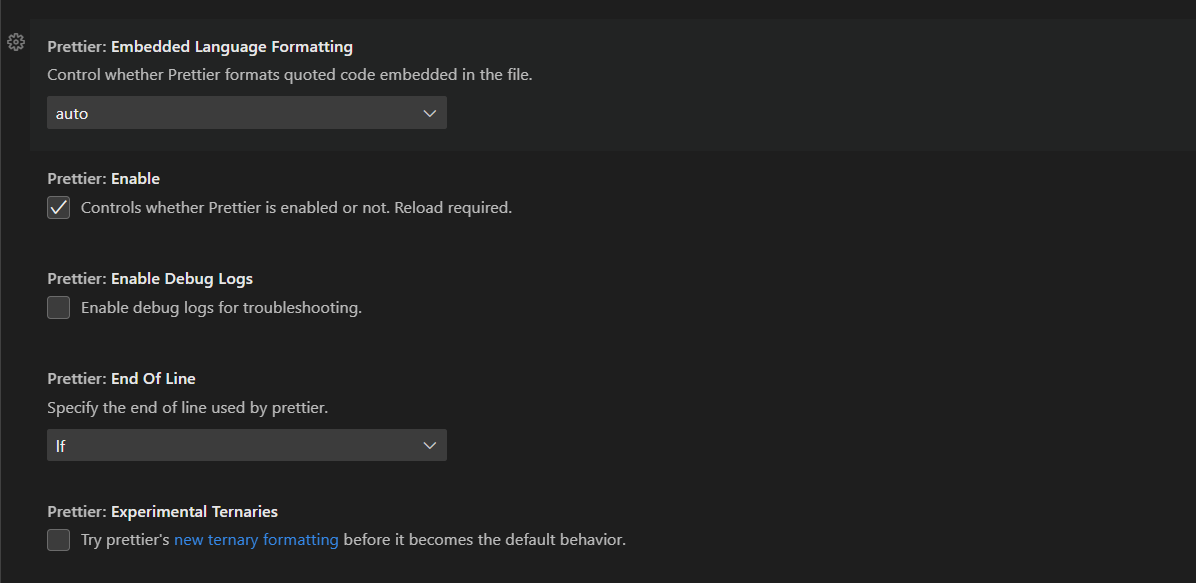 Prettier: Embedded Language Formatting
Control whether Prettier formats quoted code embedded in the file.
auto
Prettier: Enable
Controls whether Prettier is enabled or not. Reload required.
Prettier: Enable Debug Logs
Enable debug logs for troubleshooting.
Prettier: End Of Line
Specify the end of line used by prettier.
lf
Prettier: Experimental Ternaries
Try prettier's new ternary formatting before it becomes the default behavior.